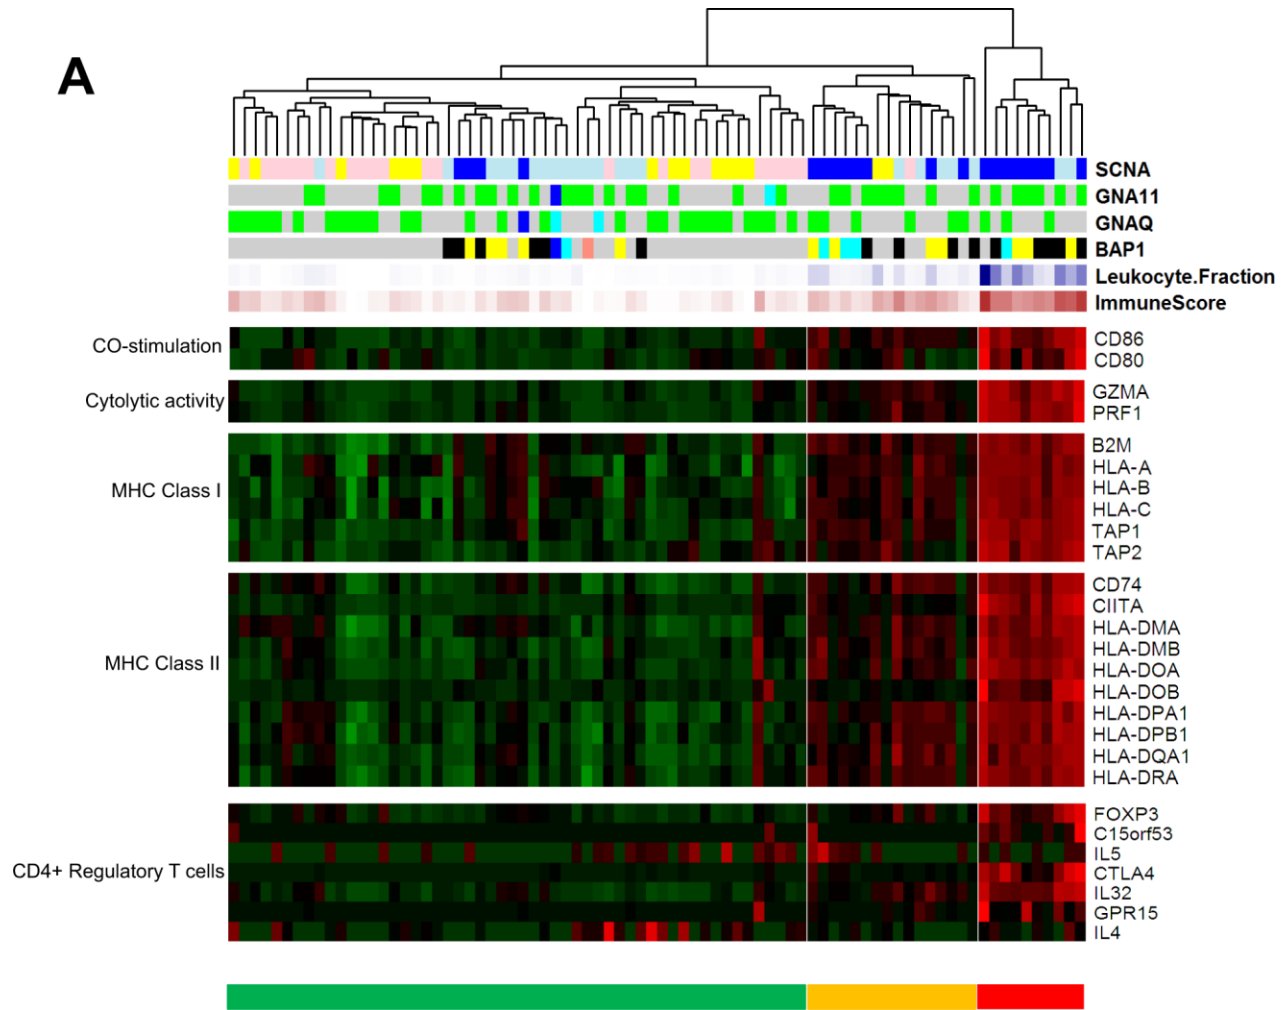 A
SCNA
GNA11
GNAQ
BAP1
Leukocyte.Fraction
ImmuneScore
CO-stimulation
CD86
CD80
Cytolytic activity
GZMA
PRF1
MHC Class I
B2M
HLA-A
HLA-B
HLA-C
TAP1
TAP2
MHC Class II
CD74
CIITA
HLA-DMA
HLA-DMB
HLA-DOA
HLA-DOB
HLA-DPA1
HLA-DPB1
HLA-DQA1
HLA-DRA
CD4+ Regulatory T cells
FOXP3
C15orf53
IL5
CTLA4
IL32
GPR15
IL4